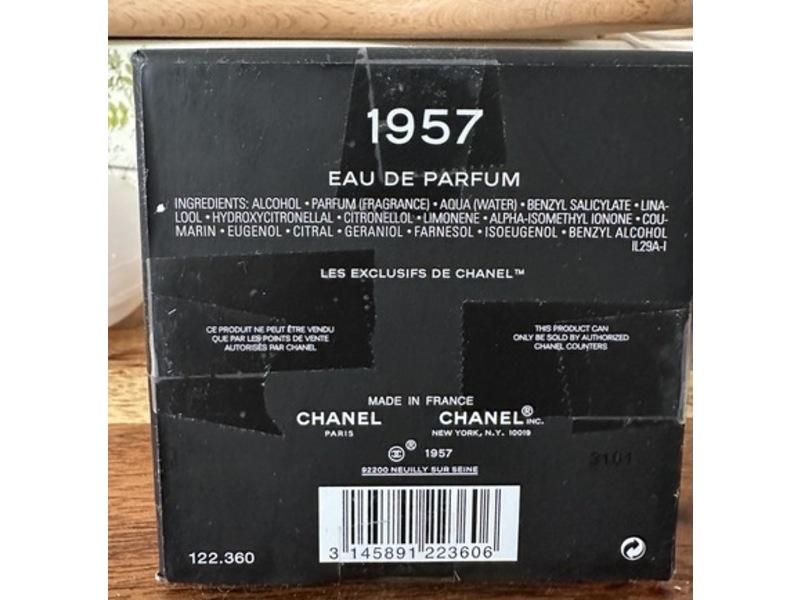 1957
EAU DE PARFUM
INGREDIENTS: ALCOHOL • PARFUM (FRAGRANCE) • AQUA (WATER) • BENZYL SALICYLATE • LINA-
LOOL • HYDROXYCITRONELLAL • CITRONELLOL • LIMONENE • ALPHA-ISOMETHYL IONONE • COU-
MARIN • EUGENOL • CITRAL • GERANIOL • FARNESOL • ISOEUGENOL • BENZYL ALCOHOL
IL29A-I
LES EXCLUSIFS DE CHANEL™
CE PRODUIT NE PEUT ÊTRE VENDU
QUE PAR LES POINTS DE VENTE
AUTORISÉS PAR CHANEL
THIS PRODUCT CAN
ONLY BE SOLD BY AUTHORIZED
CHANEL COUNTERS
MADE IN FRANCE
CHANEL CHANEL® INC.
PARIS NEW YORK, N.Y. 10019
® 1957
92200 NEUILLY SUR SEINE
3101
122.360
3 145891 223606